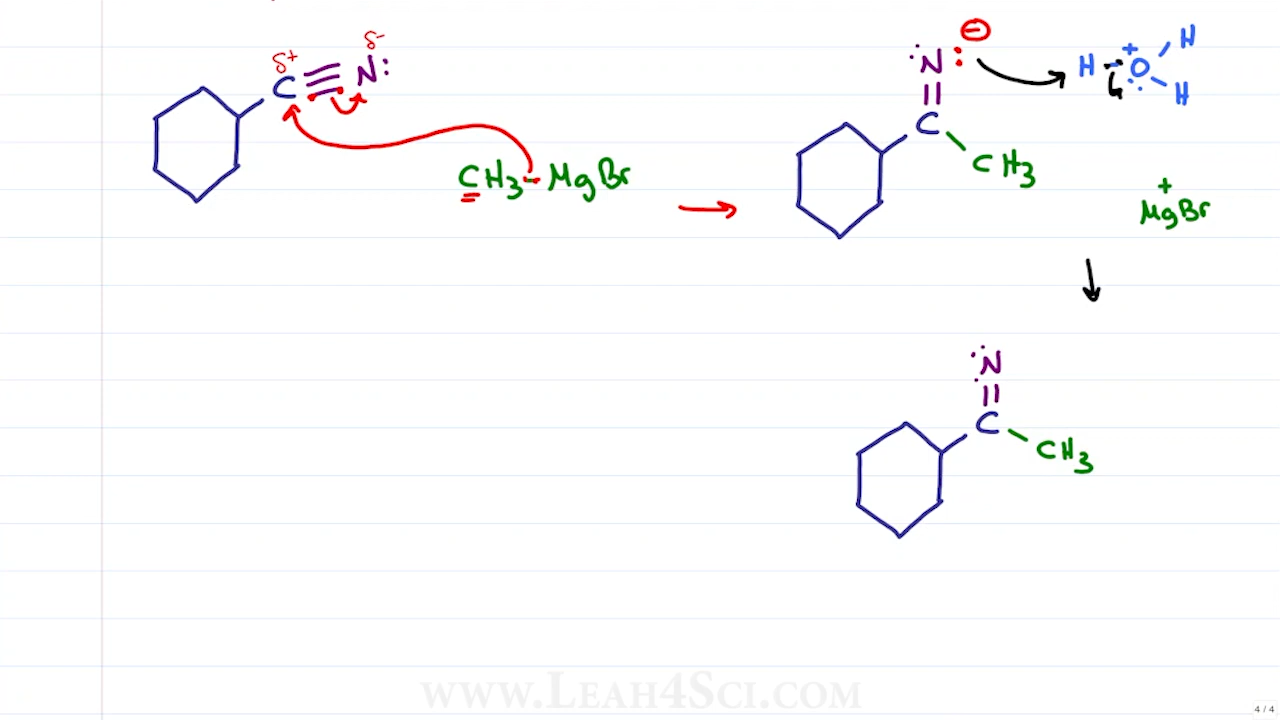 δ+ δ-
C≡N:
CH3-MgBr
:N: ⊖
C
CH3
H-O+
H
H
+
MgBr
:N
C
CH3
www.Leah4Sci.com
4 / 4